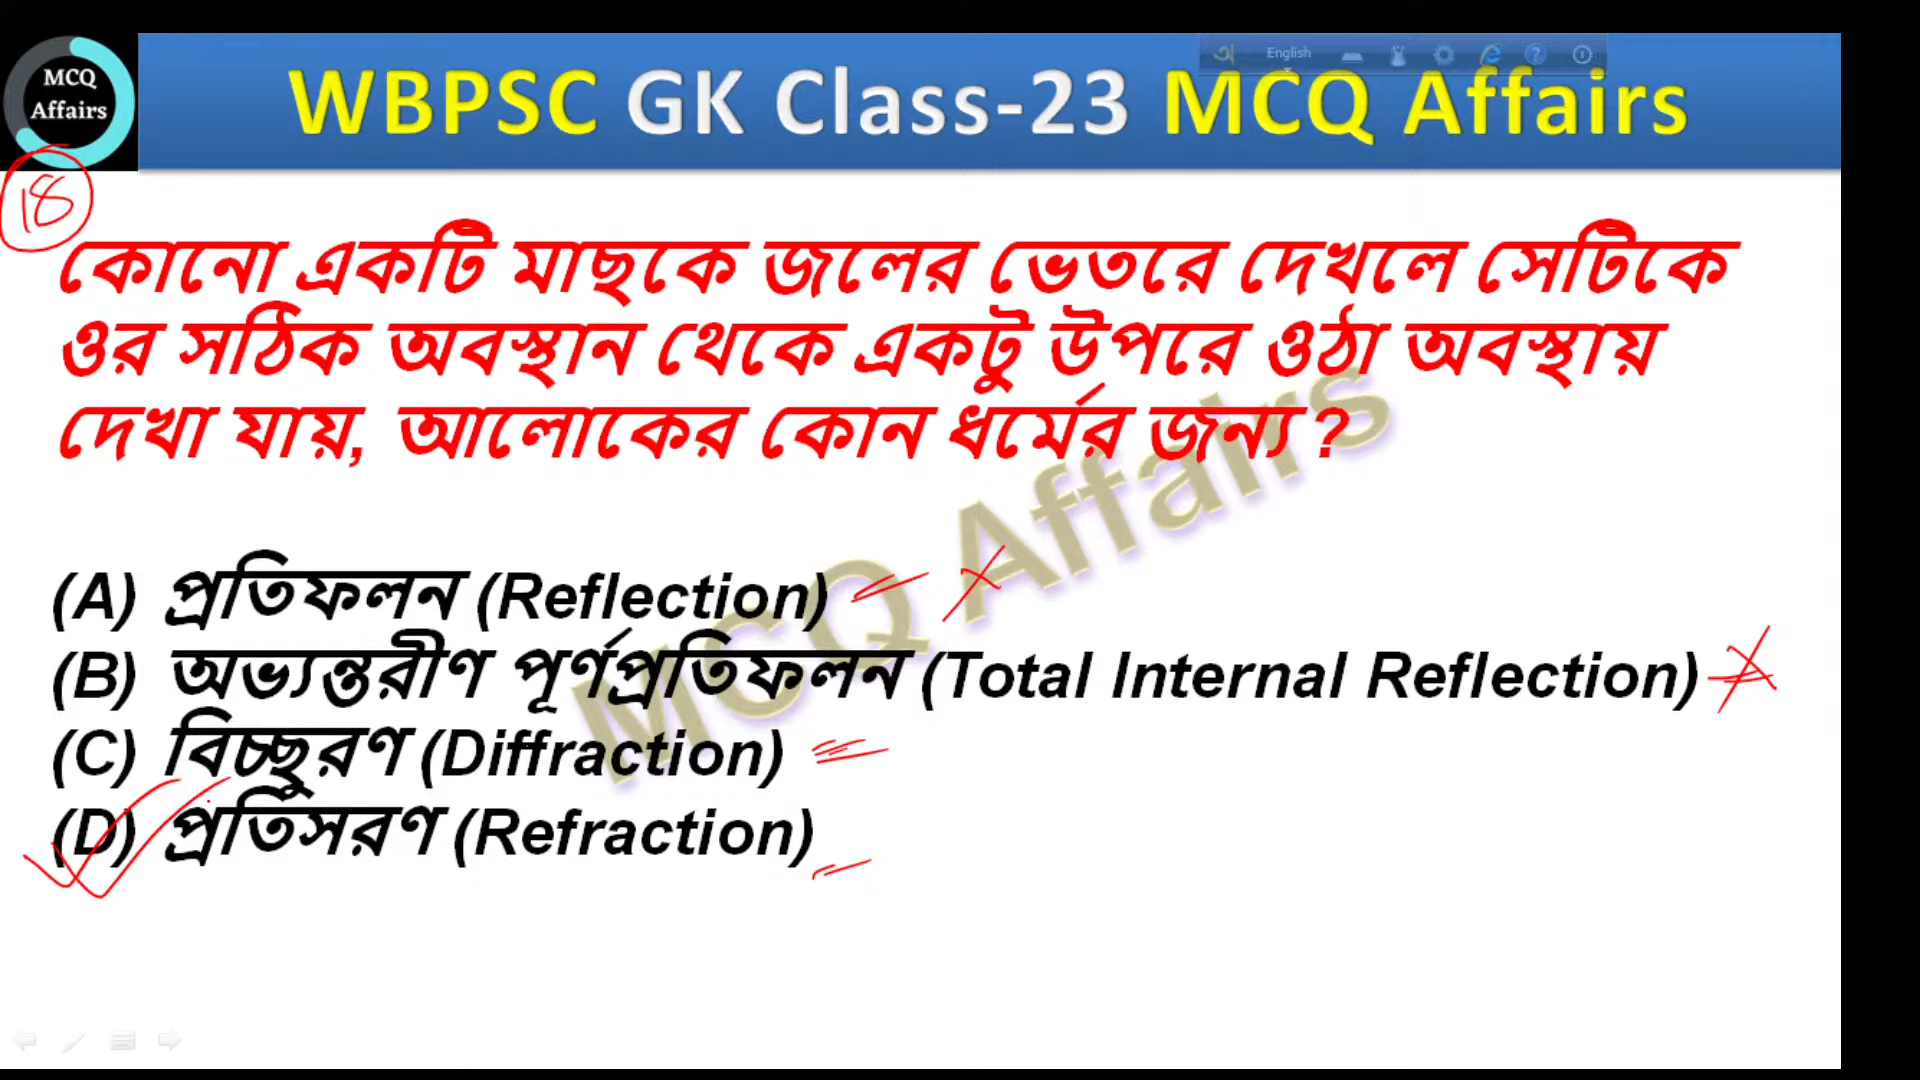 MCQ
Affairs
English
WBPSC GK Class-23 MCQ Affairs
18
কোনো একটি মাছকে জলের ভেতরে দেখলে সেটিকে
ওর সঠিক অবস্থান থেকে একটু উপরে ওঠা অবস্থায়
দেখা যায়, আলোকের কোন ধর্মের জন্য ?
(A) প্রতিফলন (Reflection)
(B) অভ্যন্তরীণ পূর্ণপ্রতিফলন (Total Internal Reflection)
(C) বিচ্ছুরণ (Diffraction)
(D) প্রতিসরণ (Refraction)
MCQ Affairs